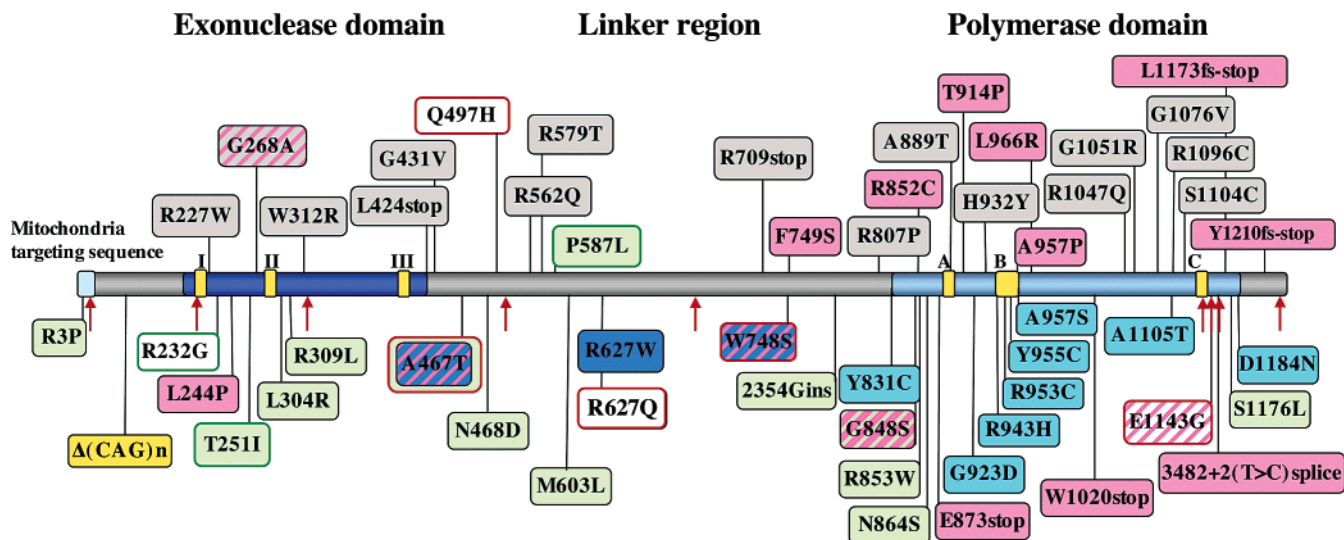 Exonuclease domain
Linker region
Polymerase domain
L1173fs-stop
T914P
Q497H
G1076V
R579T
A889T
L966R
G1051R
R1096C
G268A
G431V
R709stop
R562Q
L424stop
R852C
H932Y
R1047Q
S1104C
R227W
W312R
P587L
F749S
R807P
A957P
Y1210fs-stop
Mitochondria
targeting sequence
I
II
III
A
B
C
R3P
R232G
R309L
A467T
R627W
W748S
A957S
A1105T
Y831C
Y955C
D1184N
L244P
L304R
R627Q
2354Gins
R953C
S1176L
T251I
N468D
G848S
R943H
E1143G
Δ(CAG)n
M603L
R853W
G923D
W1020stop
3482+2(T>C)splice
N864S
E873stop